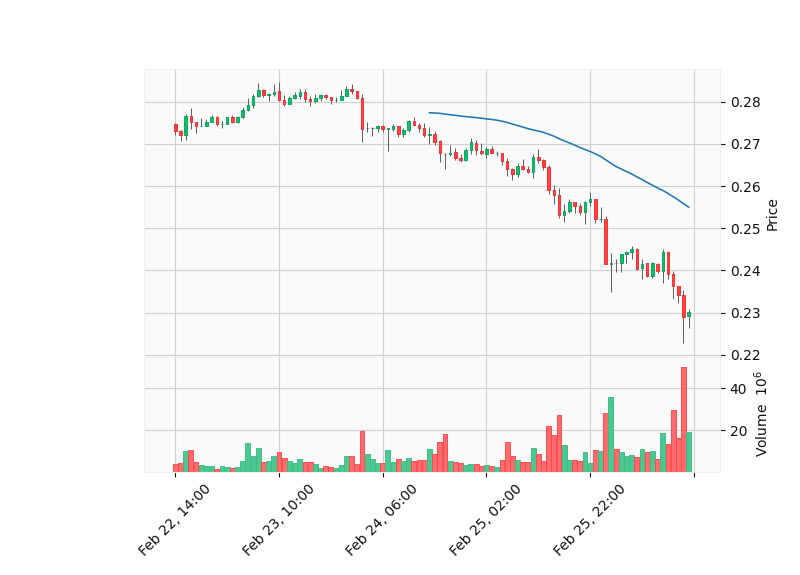 0.28
0.27
0.26
0.25
0.24
0.23
0.22
Price
40
20
Volume 10^6
Feb 22, 14:00
Feb 23, 10:00
Feb 24, 06:00
Feb 25, 02:00
Feb 25, 22:00